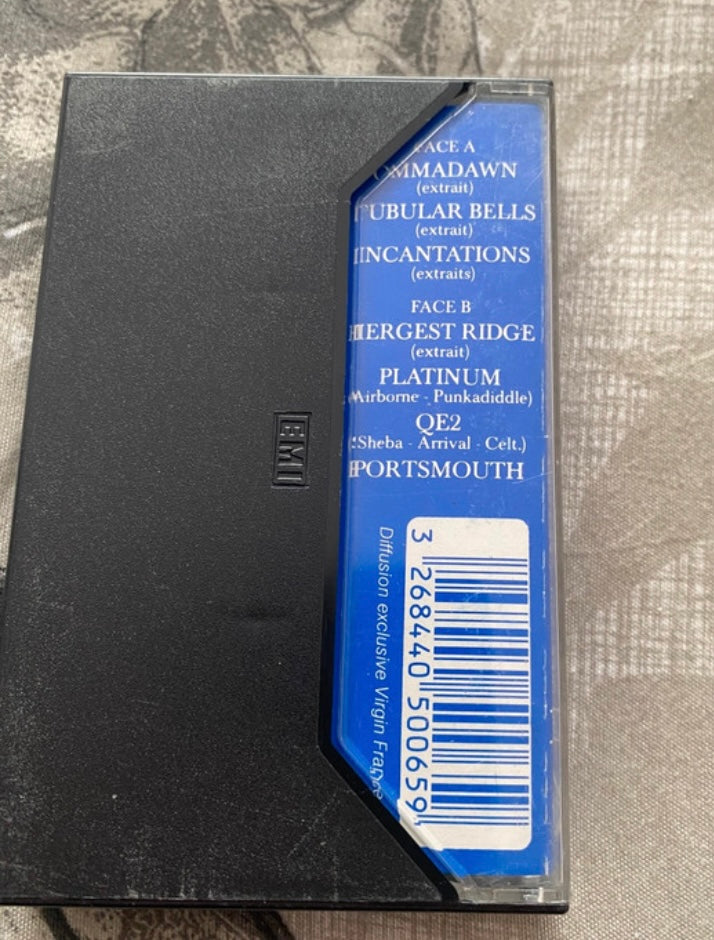 FACE A
OMMADAWN
(extrait)
TUBULAR BELLS
(extrait)
INCANTATIONS
(extraits)
FACE B
HERGEST RIDGE
(extrait)
PLATINUM
(Airborne - Punkadiddle)
QE2
(Sheba - Arrival - Celt.)
PORTSMOUTH
EMI
Diffusion exclusive Virgin France
3 268440 500659